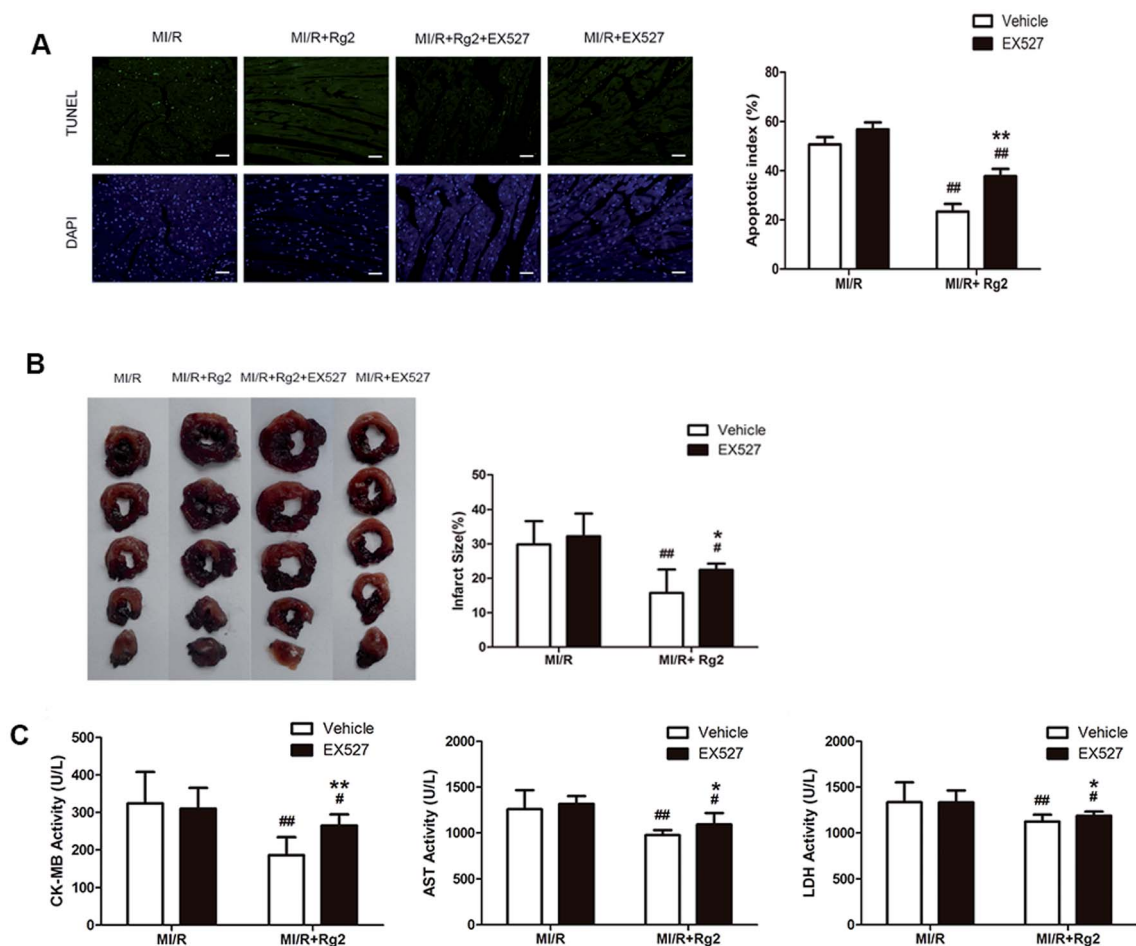 A
MI/R MI/R+Rg2 MI/R+Rg2+EX527 MI/R+EX527
TUNEL
DAPI
Vehicle
EX527
Apoptotic index (%)
80
60
40
20
0
**
##
##
MI/R MI/R+ Rg2
B
MI/R MI/R+Rg2 MI/R+Rg2+EX527 MI/R+EX527
Vehicle
EX527
Infarct Size(%)
50
40
30
20
10
0
##
*
#
MI/R MI/R+ Rg2
C
Vehicle
EX527
CK-MB Activity (U/L)
500
400
300
200
100
0
##
**
#
MI/R MI/R+Rg2
Vehicle
EX527
AST Activity (U/L)
2000
1500
1000
500
0
##
*
#
MI/R MI/R+Rg2
Vehicle
EX527
LDH Activity (U/L)
2000
1500
1000
500
0
##
*
#
MI/R MI/R+Rg2